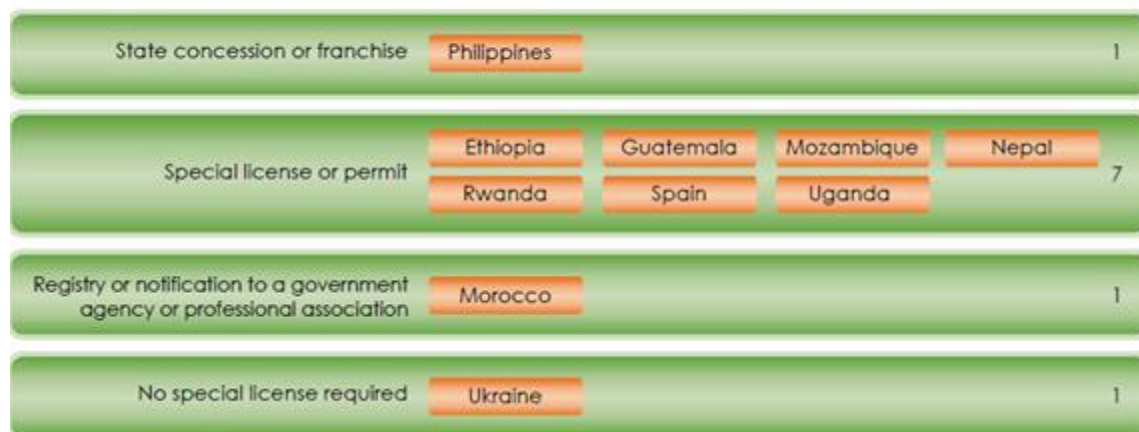 State concession or franchise Philippines 1
Ethiopia Guatemala Mozambique Nepal
Special license or permit 7
Rwanda Spain Uganda
Registry or notification to a government
agency or professional association Morocco 1
No special license required Ukraine 1